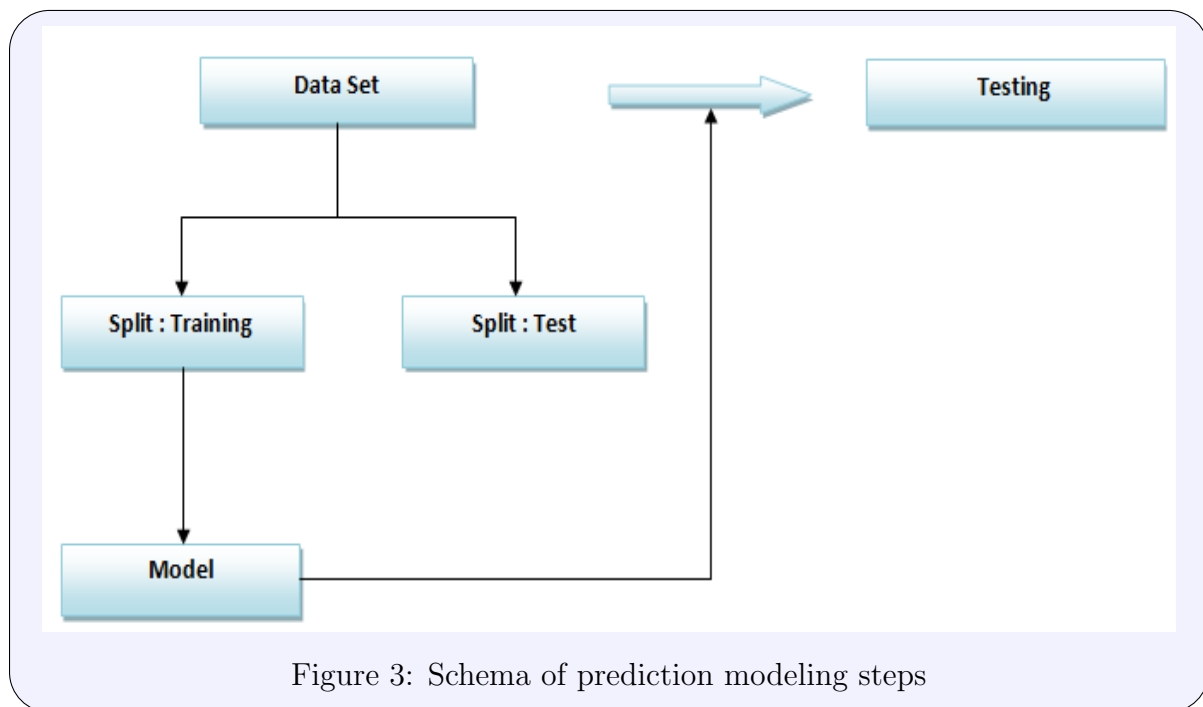 Data Set
Testing
Split : Training
Split : Test
Model
Figure 3: Schema of prediction modeling steps